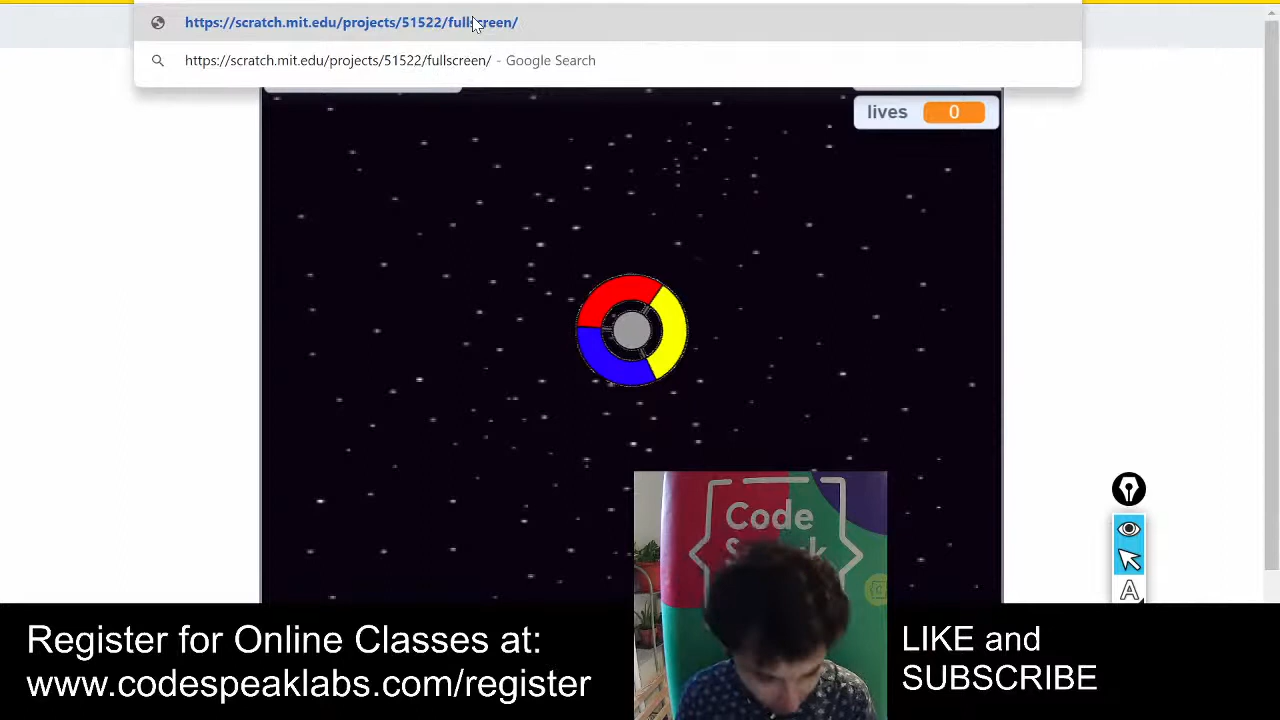 https://scratch.mit.edu/projects/51522/fullscreen/
https://scratch.mit.edu/projects/51522/fullscreen/ - Google Search
lives 0
Code
A
Register for Online Classes at:
www.codespeaklabs.com/register
LIKE and
SUBSCRIBE